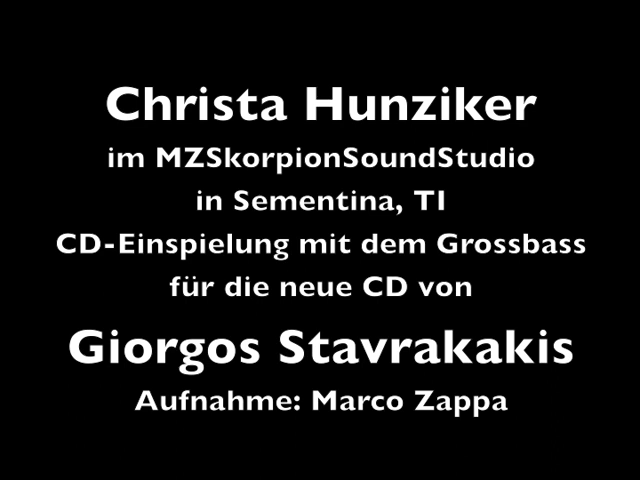 Christa Hunziker
im MZSkorpionSoundStudio
in Sementina, TI
CD-Einspielung mit dem Grossbass
für die neue CD von
Giorgos Stavrakakis
Aufnahme: Marco Zappa